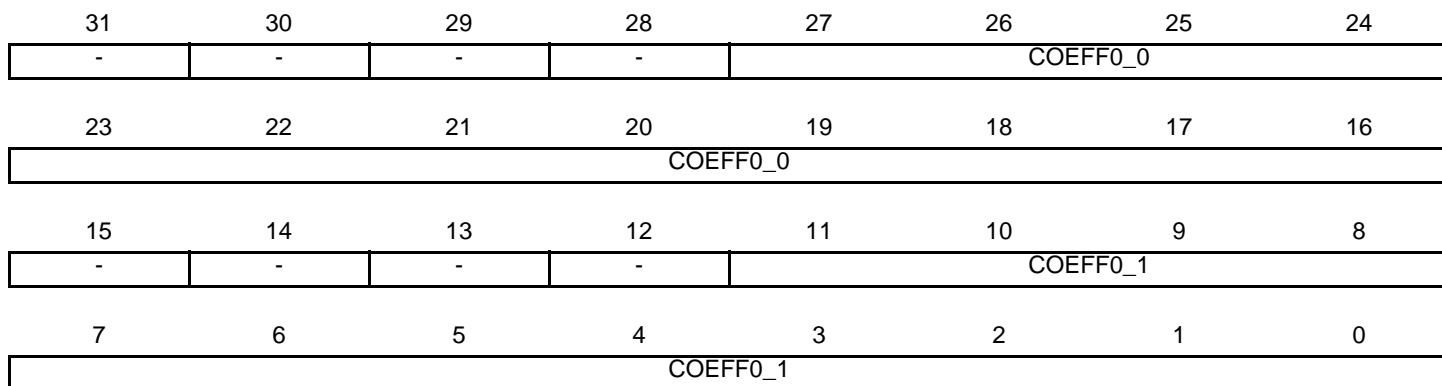 31 30 29 28 27 26 25 24
- - - - COEFF0_0
23 22 21 20 19 18 17 16
COEFF0_0
15 14 13 12 11 10 9 8
- - - - COEFF0_1
7 6 5 4 3 2 1 0
COEFF0_1